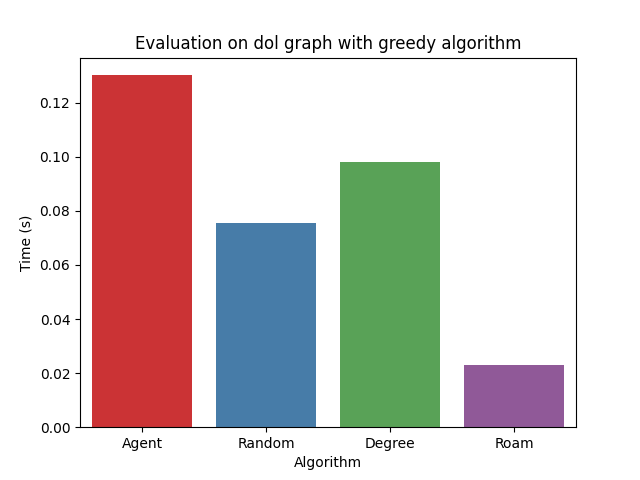 Evaluation on dol graph with greedy algorithm
Time (s)
0.12
0.10
0.08
0.06
0.04
0.02
0.00
Agent Random Degree Roam
Algorithm